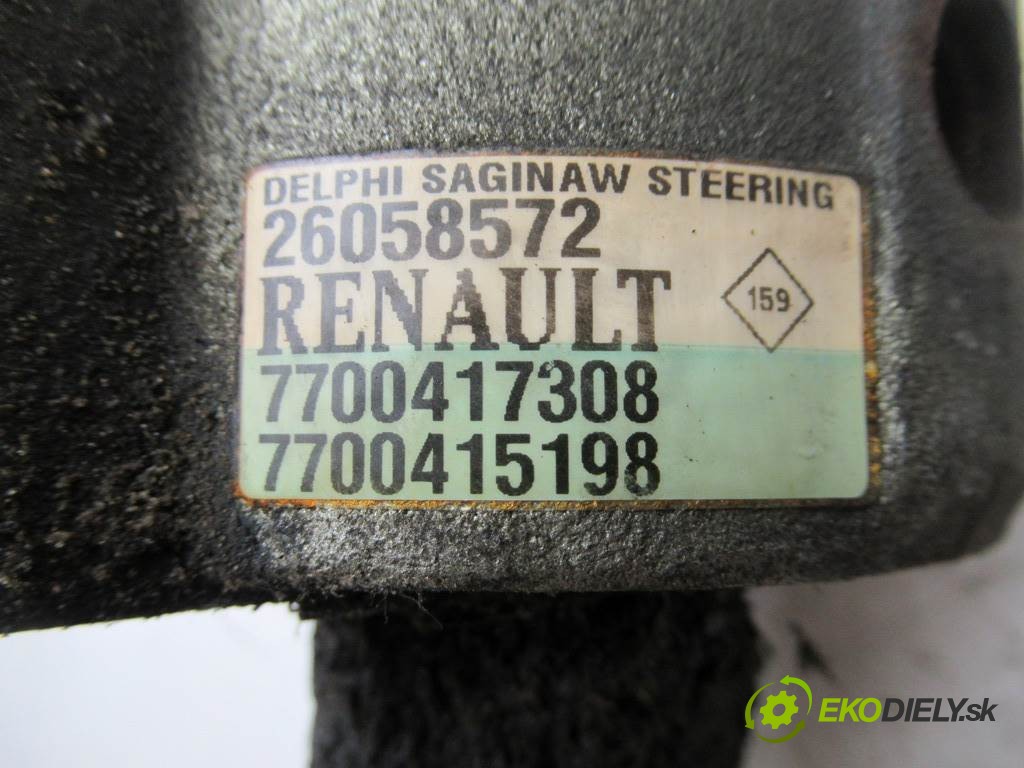 DELPHI SAGINAW STEERING
26058572
RENAULT
159
7700417308
7700415198
EKODIELY.sk